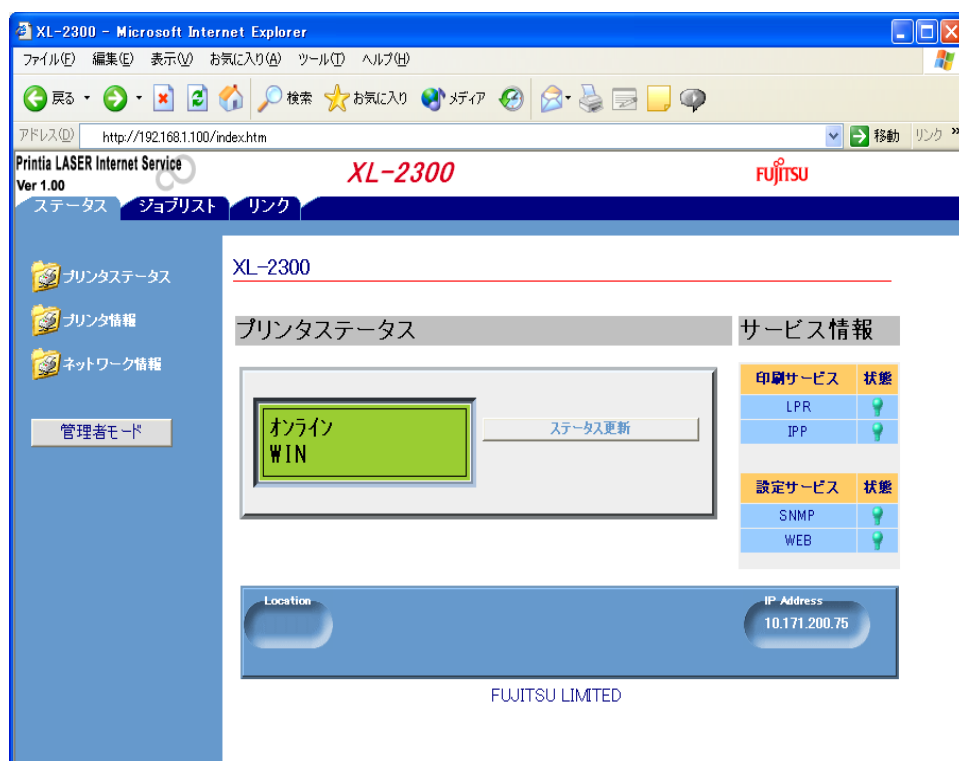 XL-2300 - Microsoft Internet Explorer
ファイル(F) 編集(E) 表示(V) お気に入り(A) ツール(T) ヘルプ(H)
戻る 検索 お気に入り メディア
アドレス(D) http://192.168.1.100/index.htm 移動 リンク »
Printia LASER Internet Service
Ver 1.00
XL-2300
FUJITSU
ステータス ジョブリスト リンク
プリンタステータス
プリンタ情報
ネットワーク情報
管理者モード
XL-2300
プリンタステータス
オンライン
WIN
ステータス更新
サービス情報
印刷サービス 状態
LPR
IPP
設定サービス 状態
SNMP
WEB
Location
IP Address
10.171.200.75
FUJITSU LIMITED